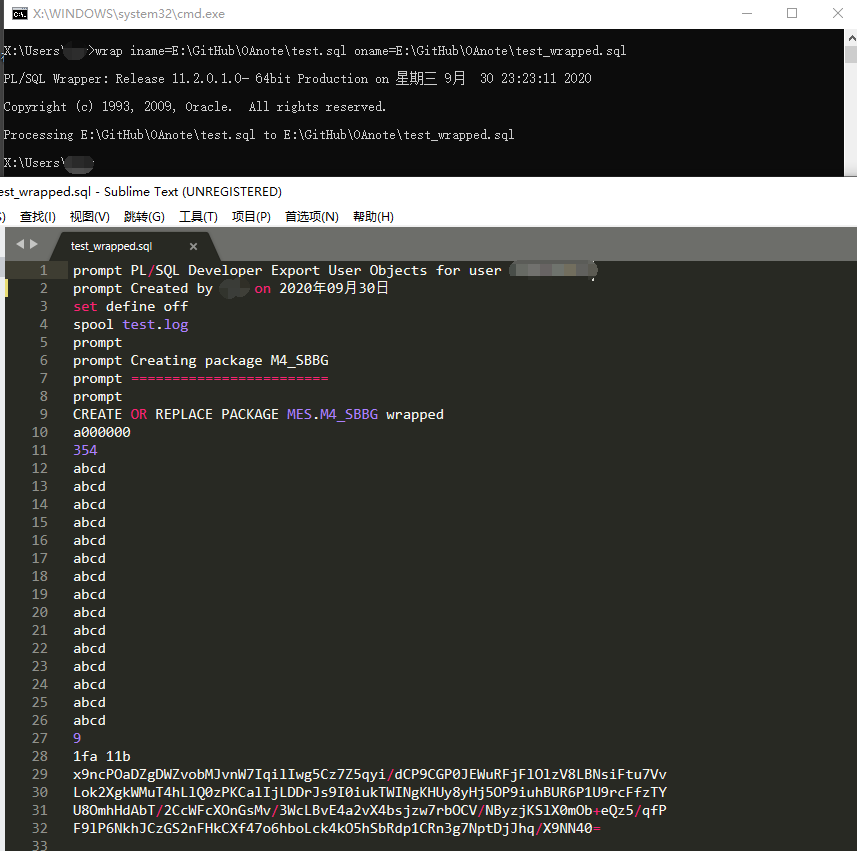 X:\WINDOWS\system32\cmd.exe
X:\Users\ >wrap iname=E:\GitHub\OAnote\test.sql oname=E:\GitHub\OAnote\test_wrapped.sql
PL/SQL Wrapper: Release 11.2.0.1.0- 64bit Production on 星期三 9月  30 23:23:11 2020
Copyright (c) 1993, 2009, Oracle.  All rights reserved.
Processing E:\GitHub\OAnote\test.sql to E:\GitHub\OAnote\test_wrapped.sql
X:\Users\
est_wrapped.sql - Sublime Text (UNREGISTERED)
S) 查找(I) 视图(V) 跳转(G) 工具(T) 项目(P) 首选项(N) 帮助(H)
test_wrapped.sql ×
1 prompt PL/SQL Developer Export User Objects for user
2 prompt Created by on 2020年09月30日
3 set define off
4 spool test.log
5 prompt
6 prompt Creating package M4_SBBG
7 prompt ========================
8 prompt
9 CREATE OR REPLACE PACKAGE MES.M4_SBBG wrapped
10 a000000
11 354
12 abcd
13 abcd
14 abcd
15 abcd
16 abcd
17 abcd
18 abcd
19 abcd
20 abcd
21 abcd
22 abcd
23 abcd
24 abcd
25 abcd
26 abcd
27 9
28 1fa 11b
29 x9ncPOaDZgDWZvobMJvnW7IqilIwg5Cz7Z5qyi/dCP9CGP0JEWuRFjFlOlzV8LBNsiFtu7Vv
30 Lok2XgkWMuT4hLlQ0zPKCalIjLDDrJs9I0iukTWINgKHUy8yHj5OP9iuhBUR6P1U9rcFfzTY
31 U8OmhHdAbT/2CcWFcXOnGsMv/3WcLBvE4a2vX4bsjzw7rbOCV/NByzjKSlX0mOb+eQz5/qfP
32 F9lP6NkhJCzGS2nFHkCXf47o6hboLck4kO5hSbRdp1CRn3g7NptDjJhq/X9NN40=
33